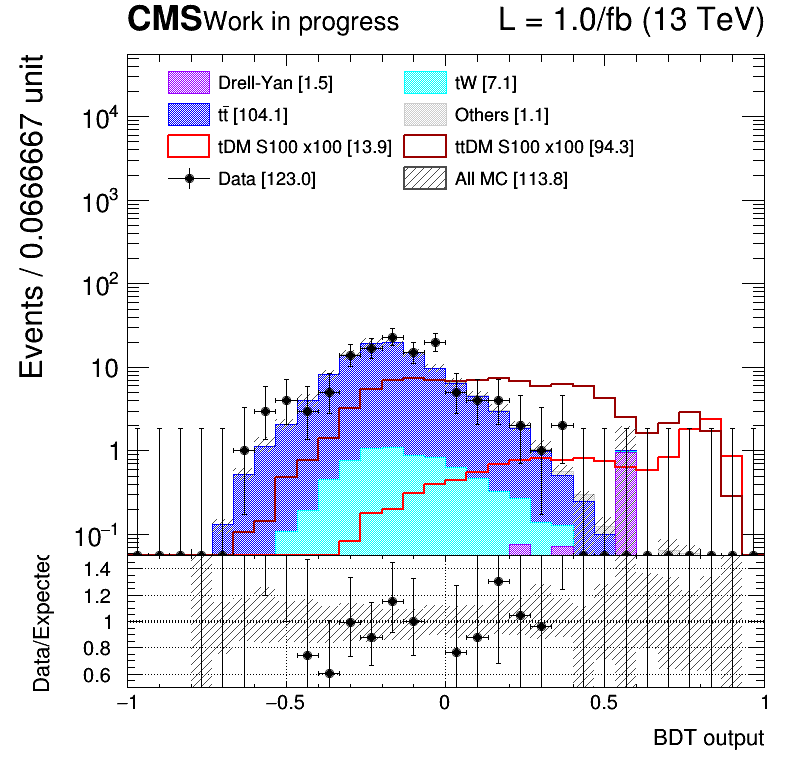 CMS Work in progress L = 1.0/fb (13 TeV)
Events / 0.0666667 unit
Drell-Yan [1.5] tW [7.1]
tt̄ [104.1] Others [1.1]
tDM S100 x100 [13.9] ttDM S100 x100 [94.3]
Data [123.0] All MC [113.8]
10⁴
10³
10²
10
1
10⁻¹
Data/Expected
1.4
1.2
1
0.8
0.6
−1 −0.5 0 0.5 1
BDT output